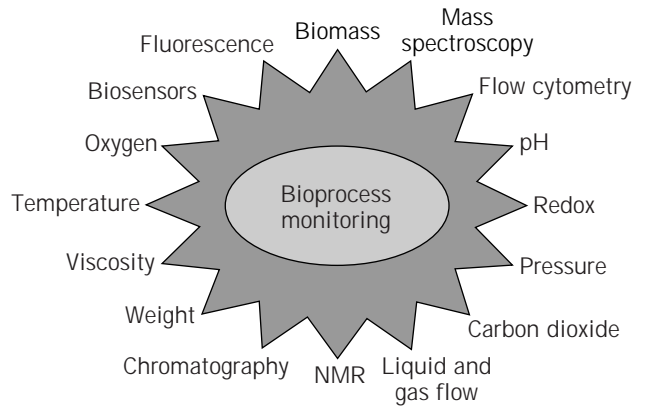 Biomass
Mass
spectroscopy
Flow cytometry
pH
Redox
Pressure
Carbon dioxide
Liquid and
gas flow
NMR
Chromatography
Weight
Viscosity
Temperature
Oxygen
Biosensors
Fluorescence
Bioprocess
monitoring